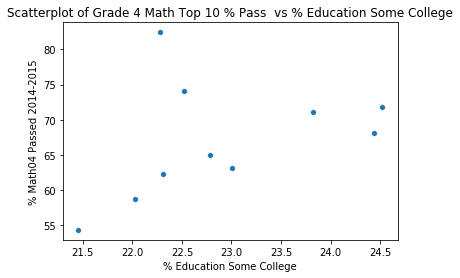 Scatterplot of Grade 4 Math Top 10 % Pass  vs % Education Some College
% Math04 Passed 2014-2015
80
75
70
65
60
55
21.5 22.0 22.5 23.0 23.5 24.0 24.5
% Education Some College